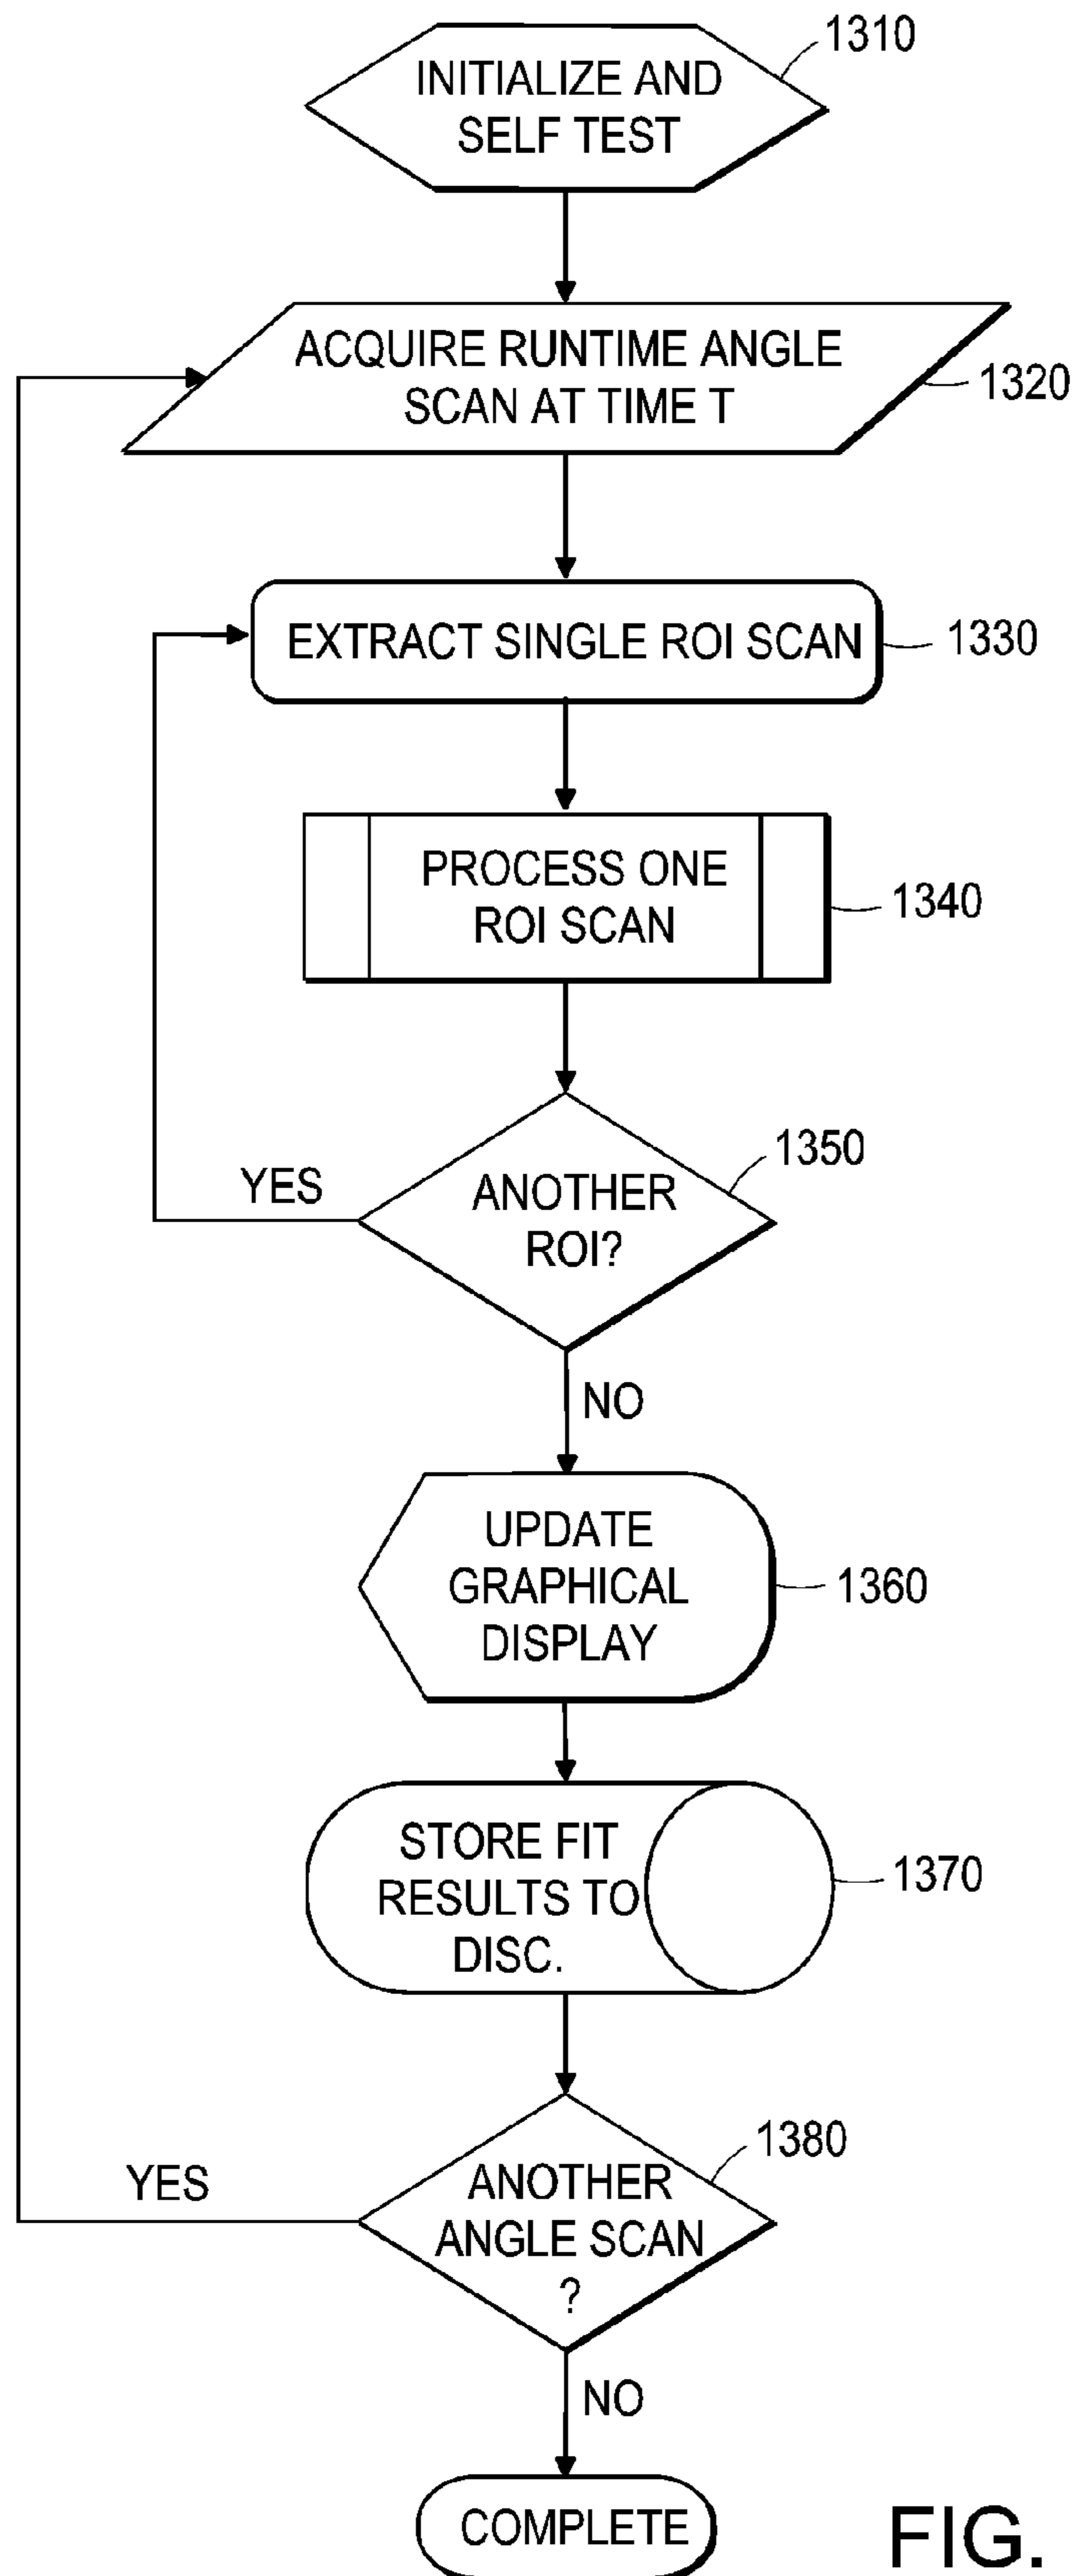 INITIALIZE AND
SELF TEST
1310
ACQUIRE RUNTIME ANGLE
SCAN AT TIME T
1320
EXTRACT SINGLE ROI SCAN
1330
PROCESS ONE
ROI SCAN
1340
ANOTHER
ROI?
1350
YES
NO
UPDATE
GRAPHICAL
DISPLAY
1360
STORE FIT
RESULTS TO
DISC.
1370
ANOTHER
ANGLE SCAN
?
1380
YES
NO
COMPLETE
FIG.